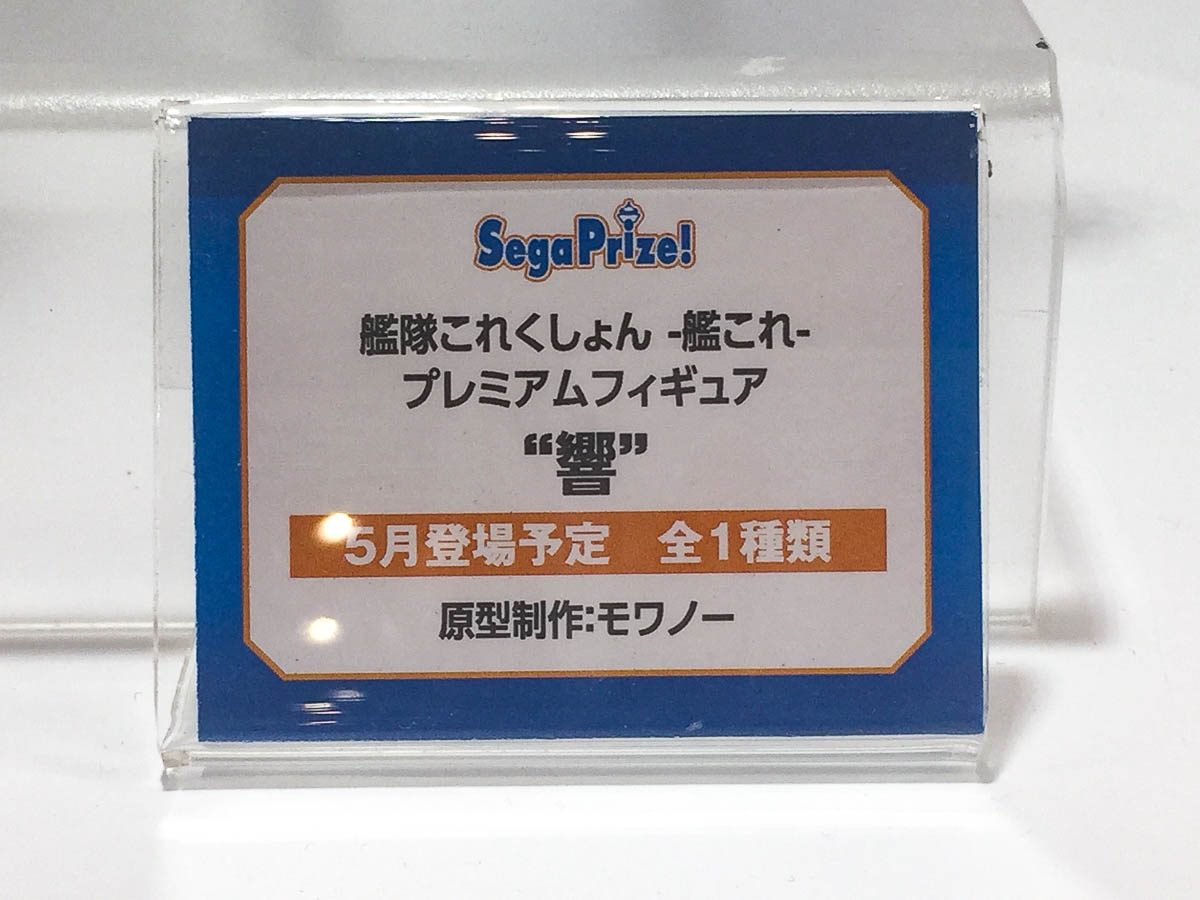 SegaPrize!
艦隊これくしょん -艦これ-
プレミアムフィギュア
“響”
5月登場予定　全1種類
原型制作:モワノー